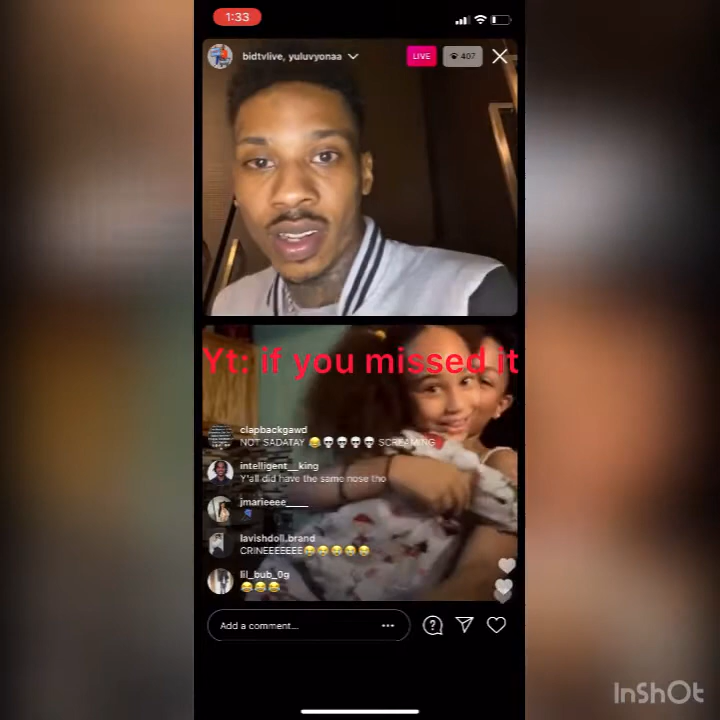 1:33
bidtvlive, yuluvyonaa
LIVE
407
Yt: if you missed it
clapbackgawd
NOT SADATAY 😂💀💀💀💀 SCREAMING
intelligent__king
Y'all did have the same nose tho
jmarieeee____
lavishdoll.brand
CRINEEEEEEE😂😂😂😂😂
lil_bub_0g
😂😂😂
Add a comment...
InShOt